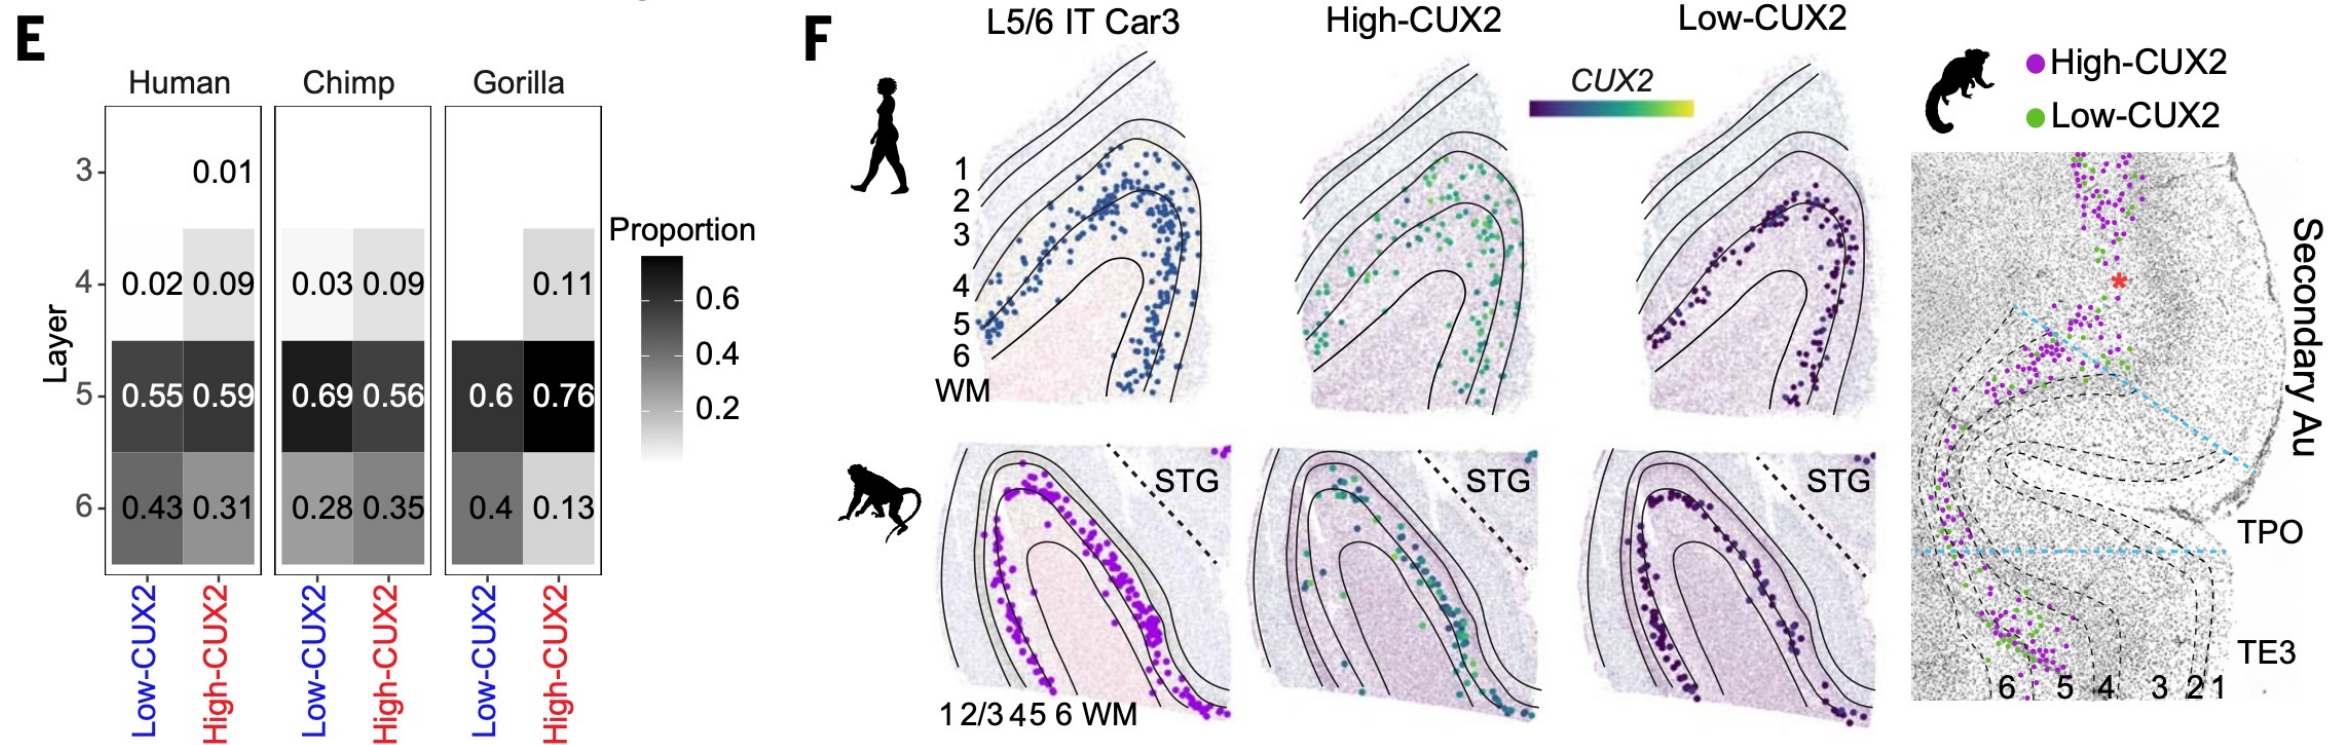 E
Human Chimp Gorilla
3 0.01
4 0.02 0.09 0.03 0.09 0.11
5 0.55 0.59 0.69 0.56 0.6 0.76
6 0.43 0.31 0.28 0.35 0.4 0.13
Layer
Low-CUX2 High-CUX2 Low-CUX2 High-CUX2 Low-CUX2 High-CUX2
Proportion
0.6
0.4
0.2
F
L5/6 IT Car3 High-CUX2 Low-CUX2
CUX2
1
2
3
4
5
6
WM
STG STG STG
1 2/3 4 5 6 WM
High-CUX2
Low-CUX2
*
Secondary Au
TPO
TE3
6 5 4 3 2 1